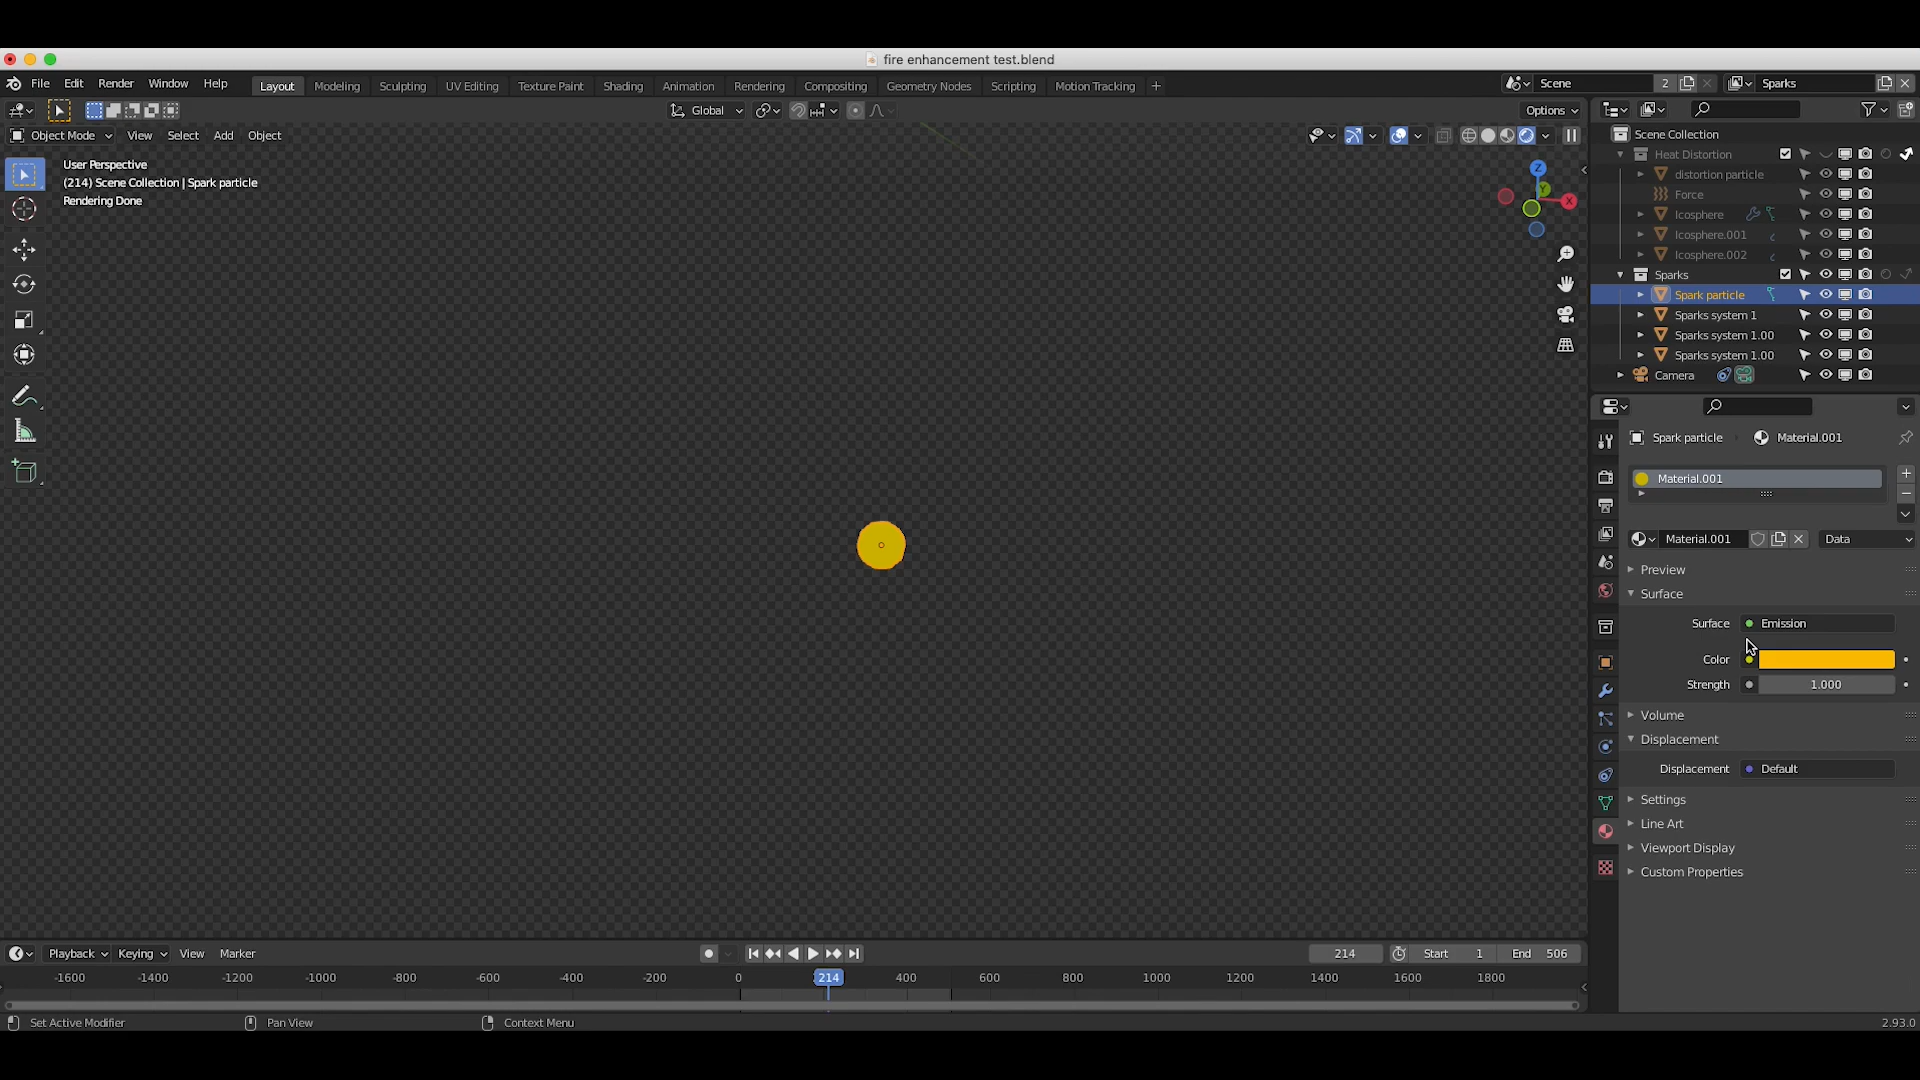 fire enhancement test.blend
File Edit Render Window Help Layout Modeling Sculpting UV Editing Texture Paint Shading Animation Rendering Compositing Geometry Nodes Scripting Motion Tracking + Scene 2 Sparks
Global Options
Object Mode View Select Add Object
User Perspective
(214) Scene Collection | Spark particle
Rendering Done
Z
Y
X
Scene Collection
Heat Distortion
distortion particle
Force
Icosphere
Icosphere.001
Icosphere.002
Sparks
Spark particle
Sparks system 1
Sparks system 1.00
Sparks system 1.00
Camera
Spark particle Material.001
Material.001
Material.001 Data
Preview
Surface
Surface Emission
Color
Strength 1.000
Volume
Displacement
Displacement Default
Settings
Line Art
Viewport Display
Custom Properties
Playback Keying View Marker 214 Start 1 End 506
-1600 -1400 -1200 -1000 -800 -600 -400 -200 0 214 400 600 800 1000 1200 1400 1600 1800
Set Active Modifier Pan View Context Menu 2.93.0